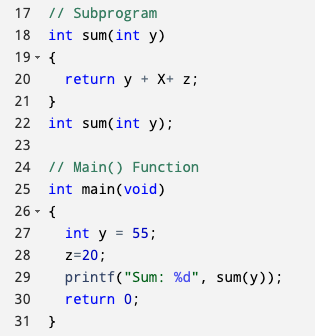 17 // Subprogram
18 int sum(int y)
19 {
20   return y + X+ z;
21 }
22 int sum(int y);
23
24 // Main() Function
25 int main(void)
26 {
27   int y = 55;
28   z=20;
29   printf("Sum: %d", sum(y));
30   return 0;
31 }